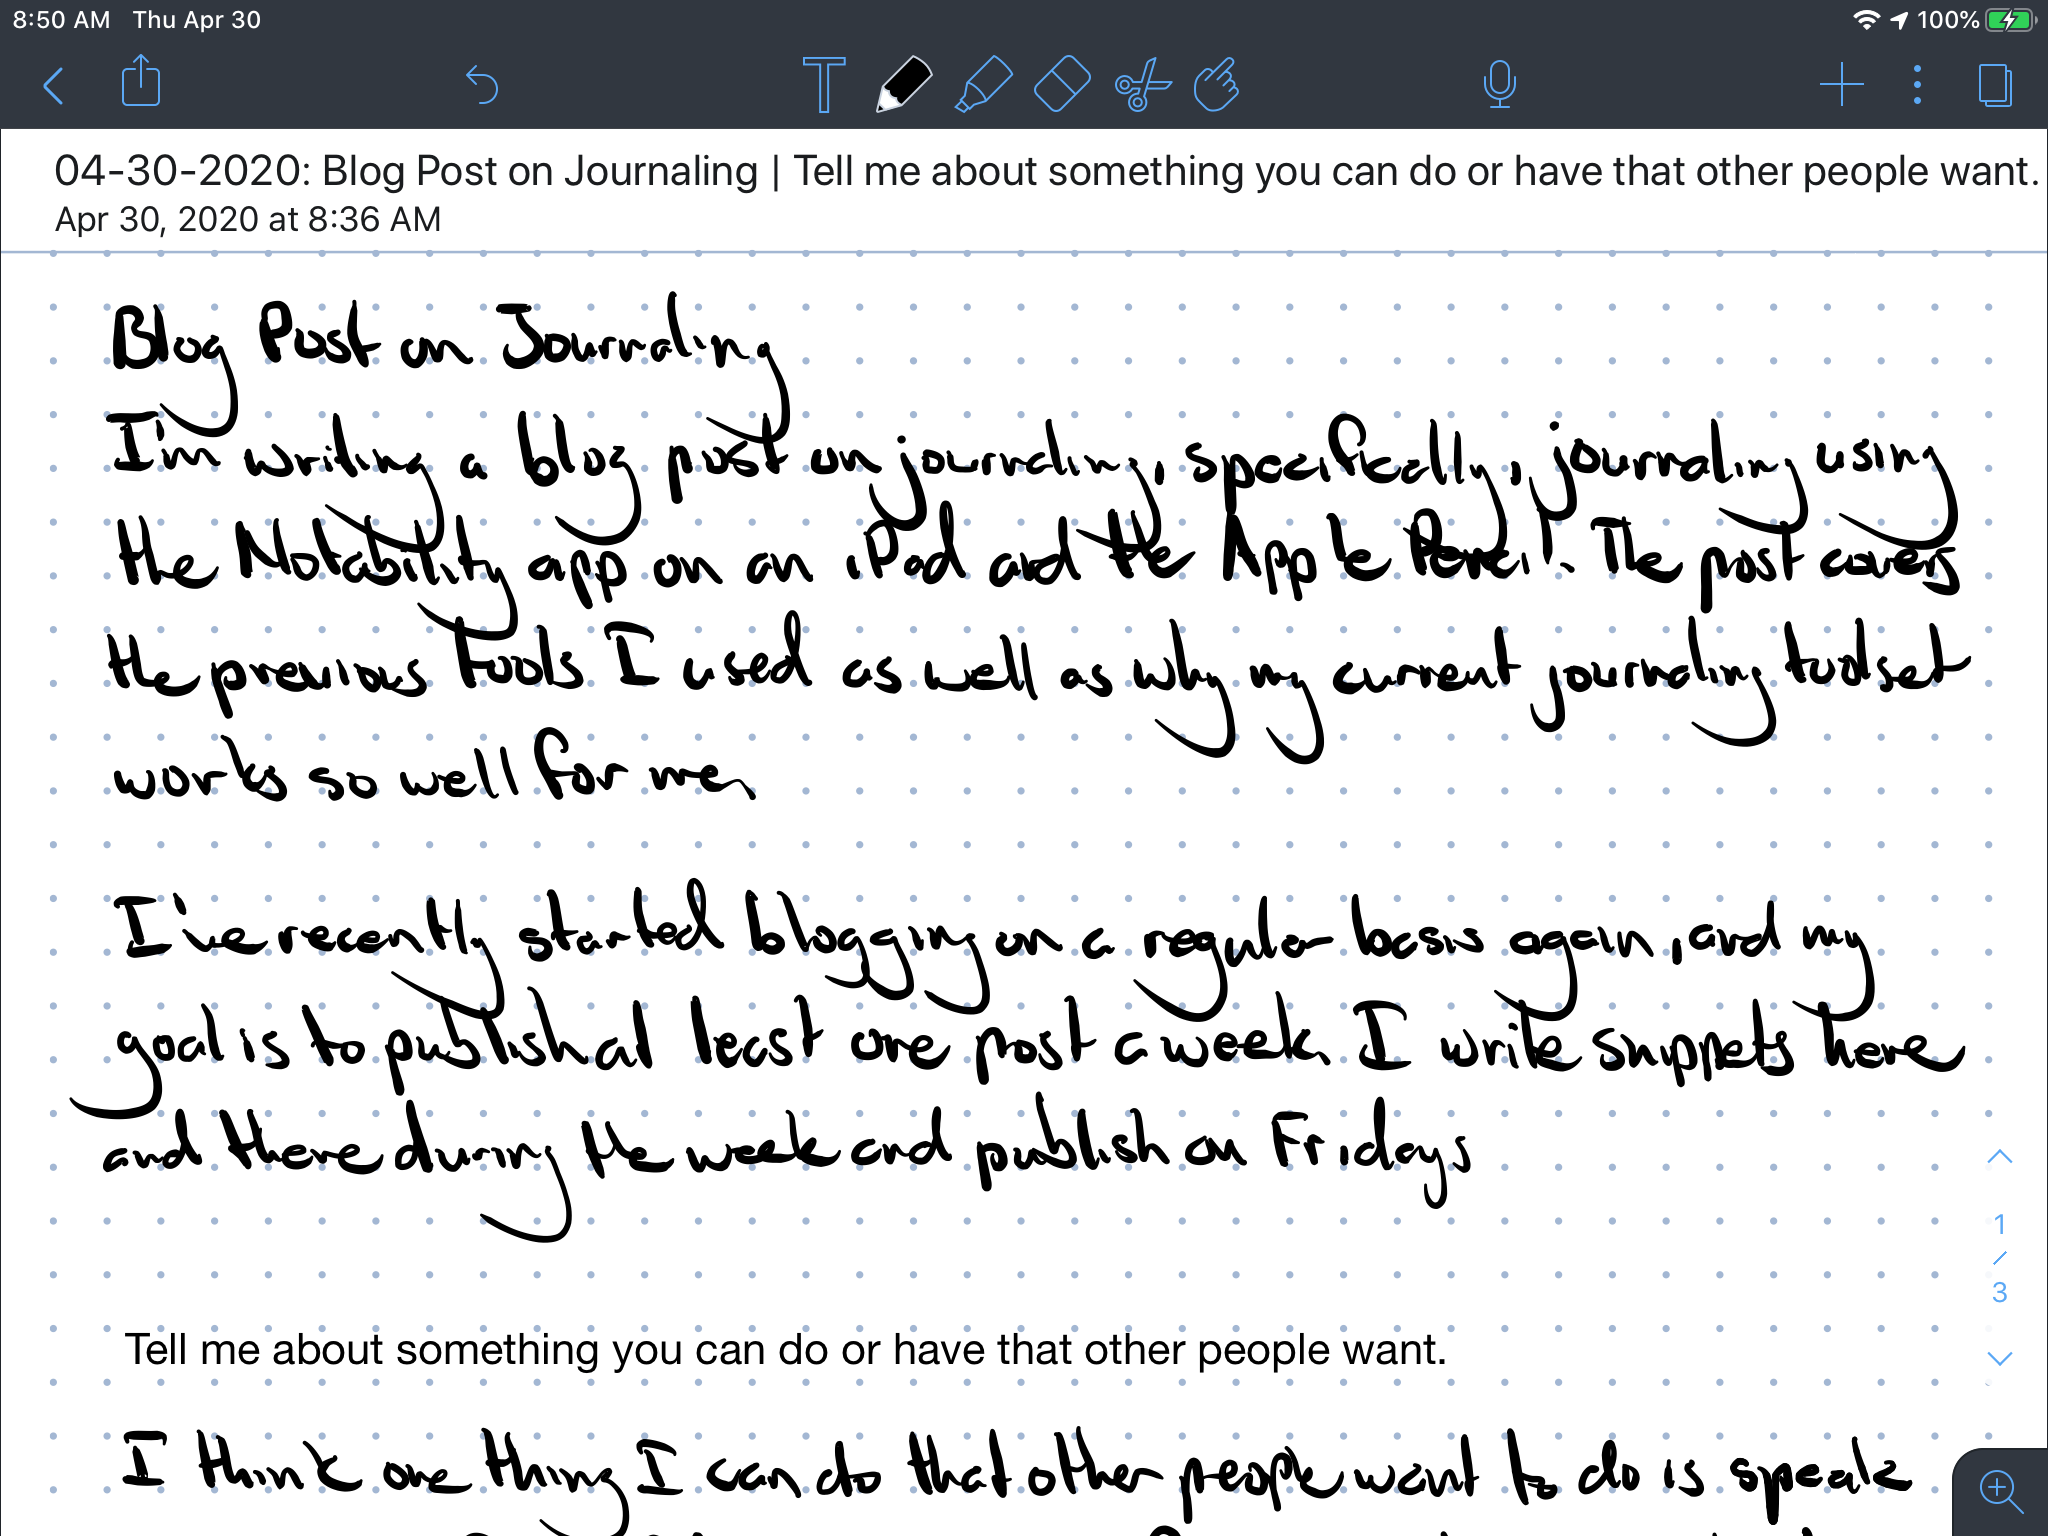 8:50 AM Thu Apr 30 100%
04-30-2020: Blog Post on Journaling | Tell me about something you can do or have that other people want.
Apr 30, 2020 at 8:36 AM
Blog Post on Journaling
I'm writing a blog post on journaling, specifically, journaling using
the Notability app on an iPad and the Apple Pencil. The post covers
the previous tools I used as well as why my current journaling toolset
works so well for me.
I've recently started blogging on a regular basis again, and my
goal is to publish at least one post a week. I write snippets here
and there during the week and publish on Fridays
1
/
3
Tell me about something you can do or have that other people want.
I think one thing I can do that other people want to do is speak